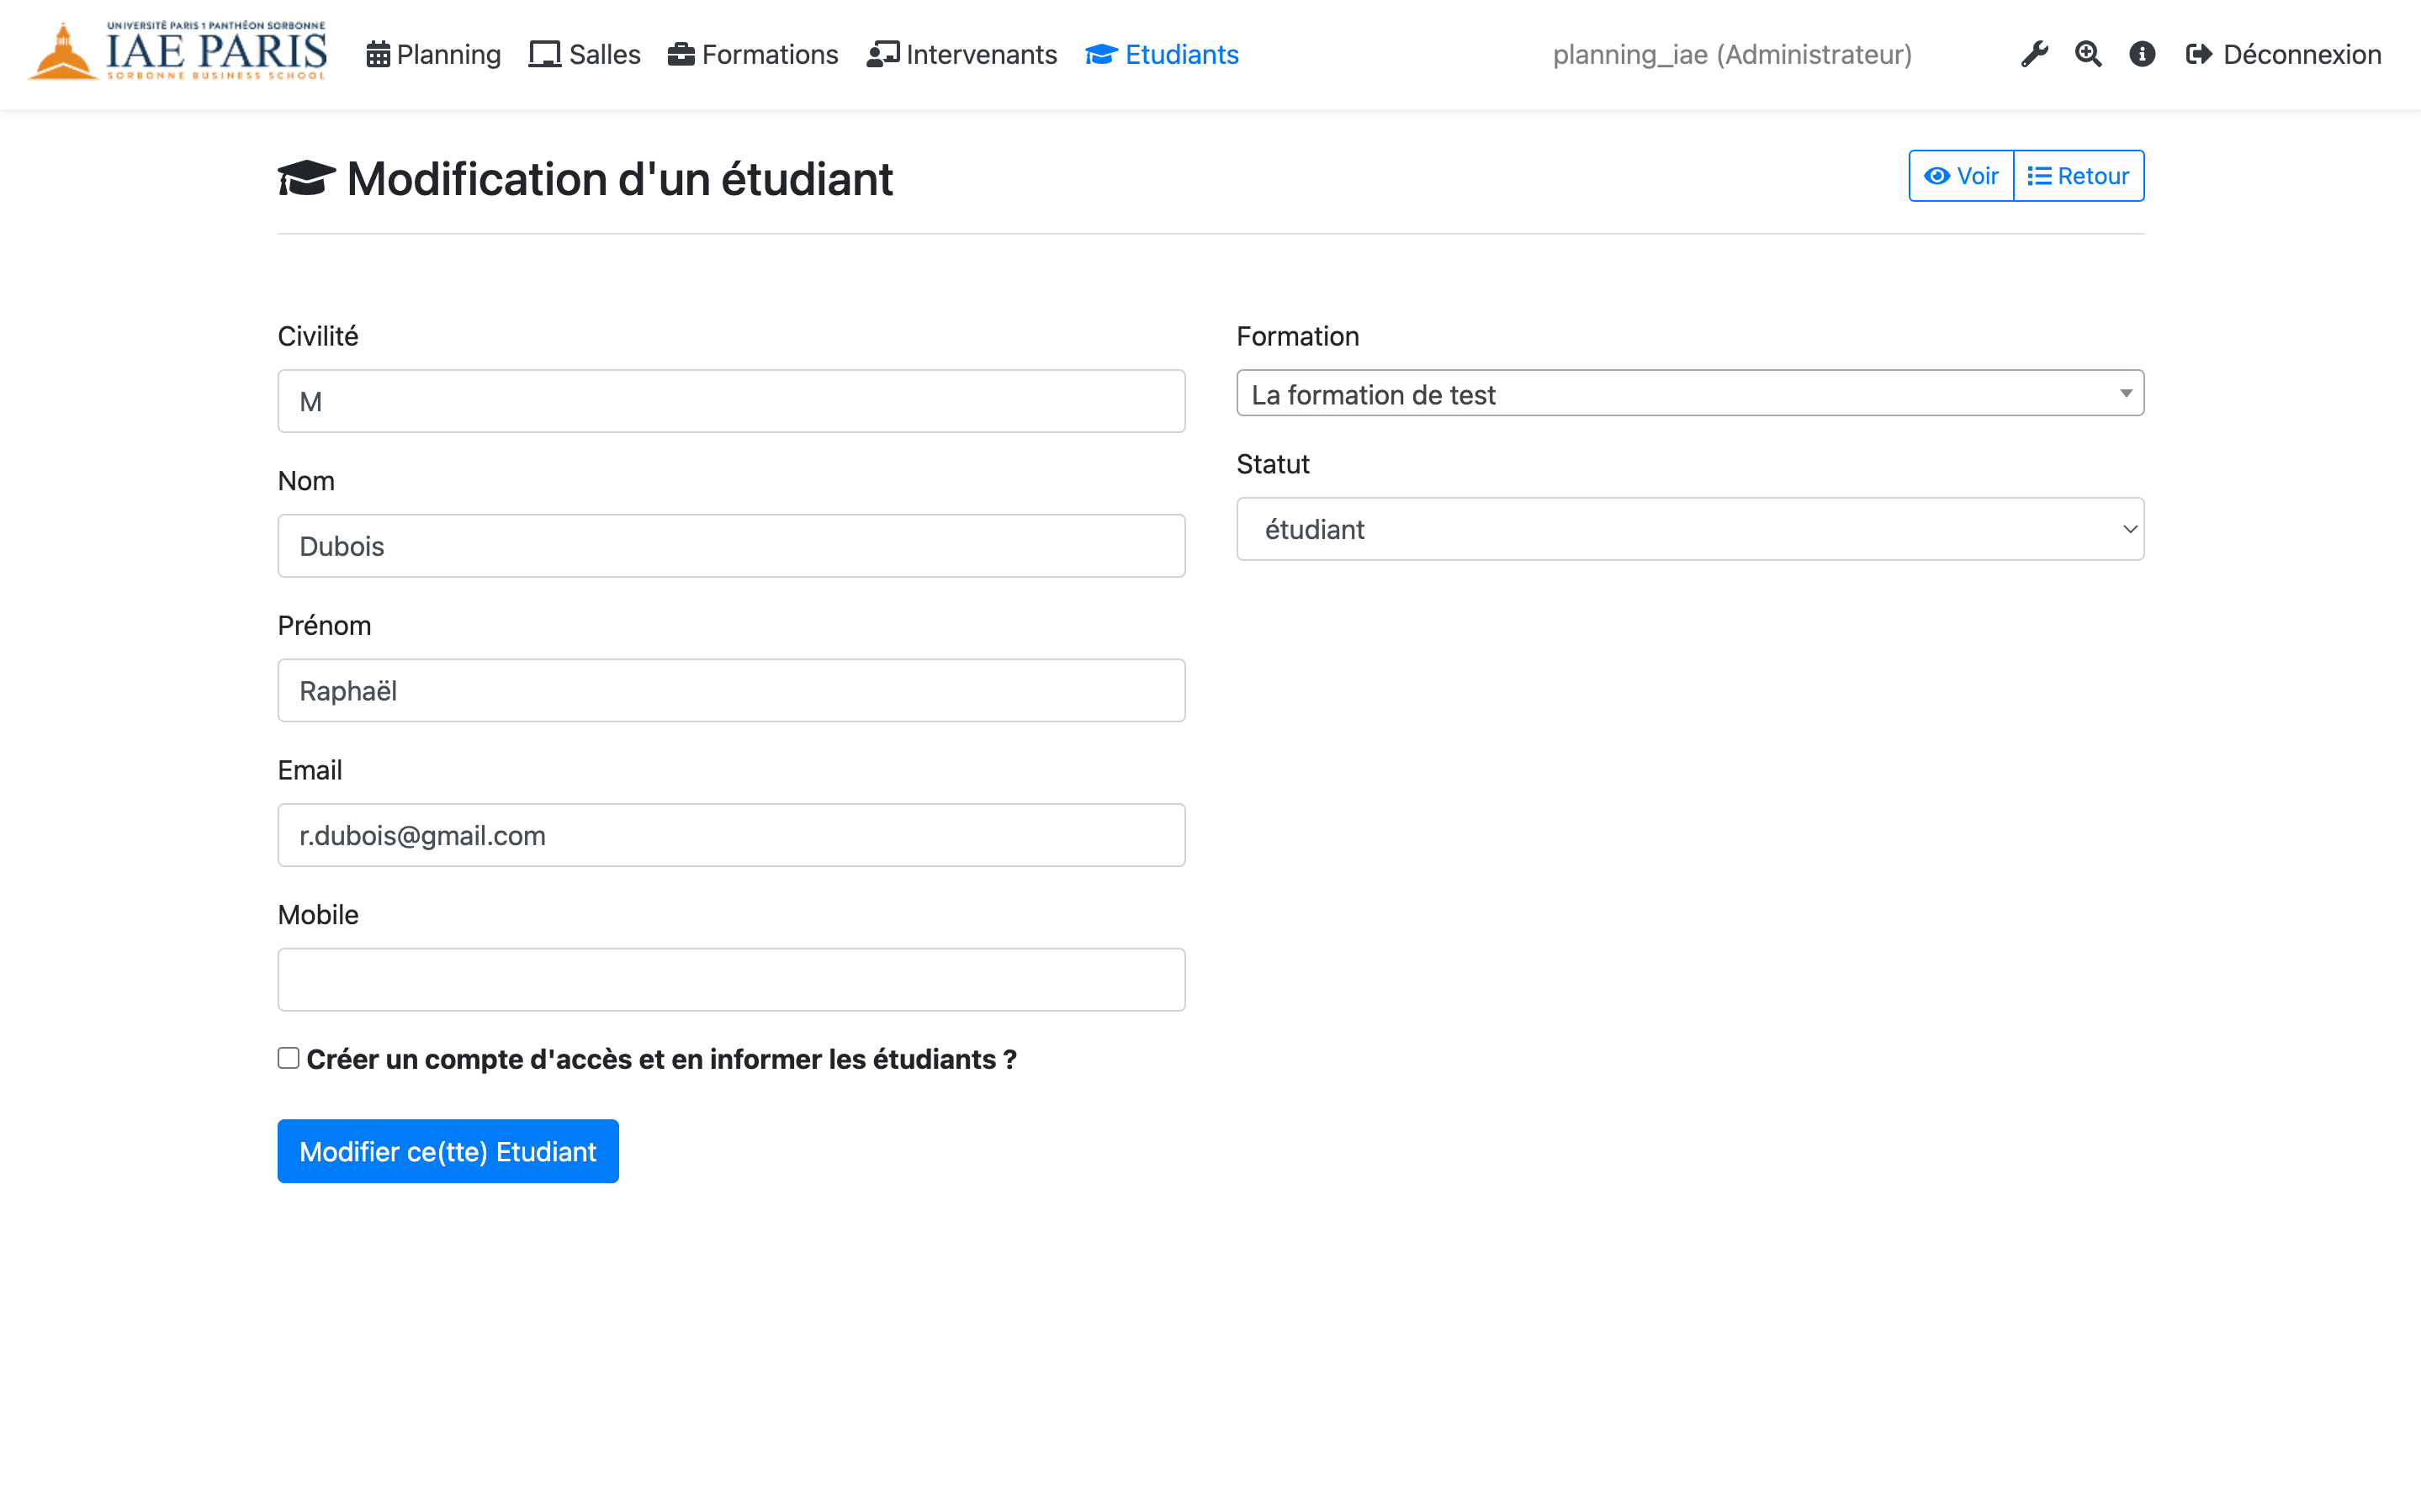 UNIVERSITÉ PARIS 1 PANTHÉON SORBONNE
IAE PARIS
SORBONNE BUSINESS SCHOOL
Planning Salles Formations Intervenants Etudiants planning_iae (Administrateur) Déconnexion
Modification d'un étudiant
Voir Retour
Civilité
M
Nom
Dubois
Prénom
Raphaël
Email
r.dubois@gmail.com
Mobile
Créer un compte d'accès et en informer les étudiants ?
Modifier ce(tte) Etudiant
Formation
La formation de test
Statut
étudiant